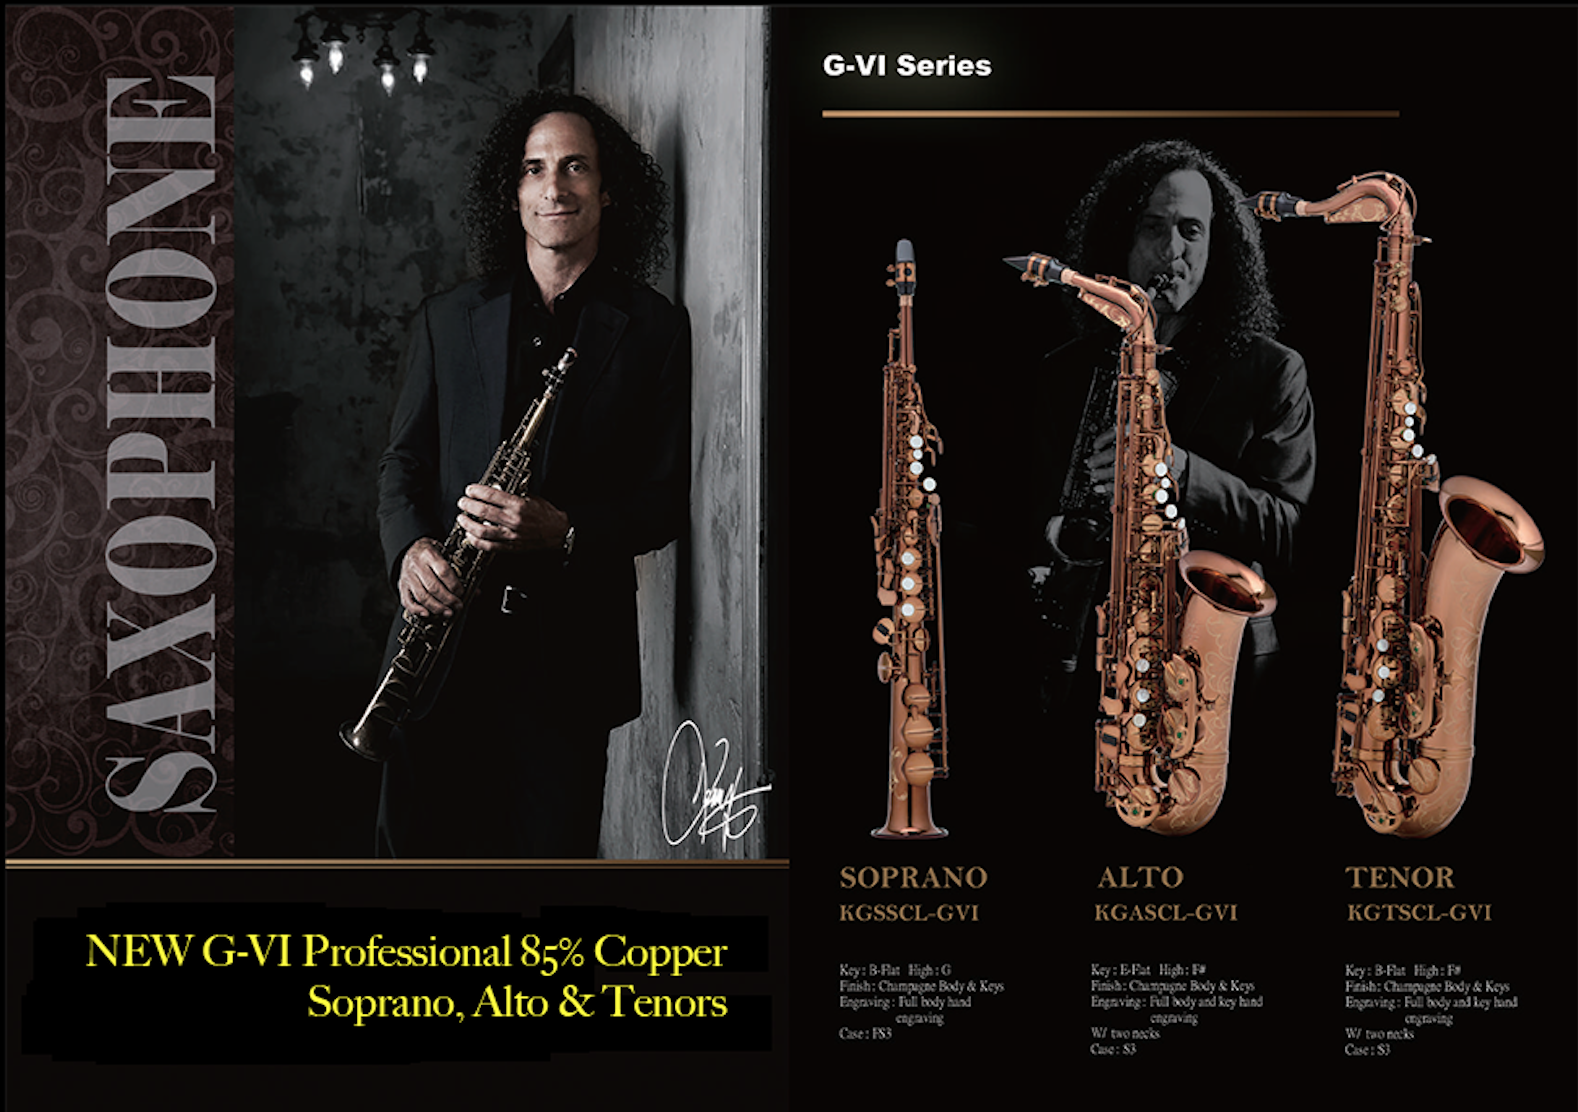 SAXOPHONE
NEW G-VI Professional 85% Copper
Soprano, Alto & Tenors
G-VI Series
SOPRANO
KGSSCL-GVI
Key : B-Flat High : G
Finish : Champagne Body & Keys
Engraving : Full body hand
engraving
Case : FS3
ALTO
KGASCL-GVI
Key : E-Flat High : F#
Finish : Champagne Body & Keys
Engraving : Full body and key hand
engraving
W/ two necks
Case : S3
TENOR
KGTSCL-GVI
Key : B-Flat High : F#
Finish : Champagne Body & Keys
Engraving : Full body and key hand
engraving
W/ two necks
Case : S3